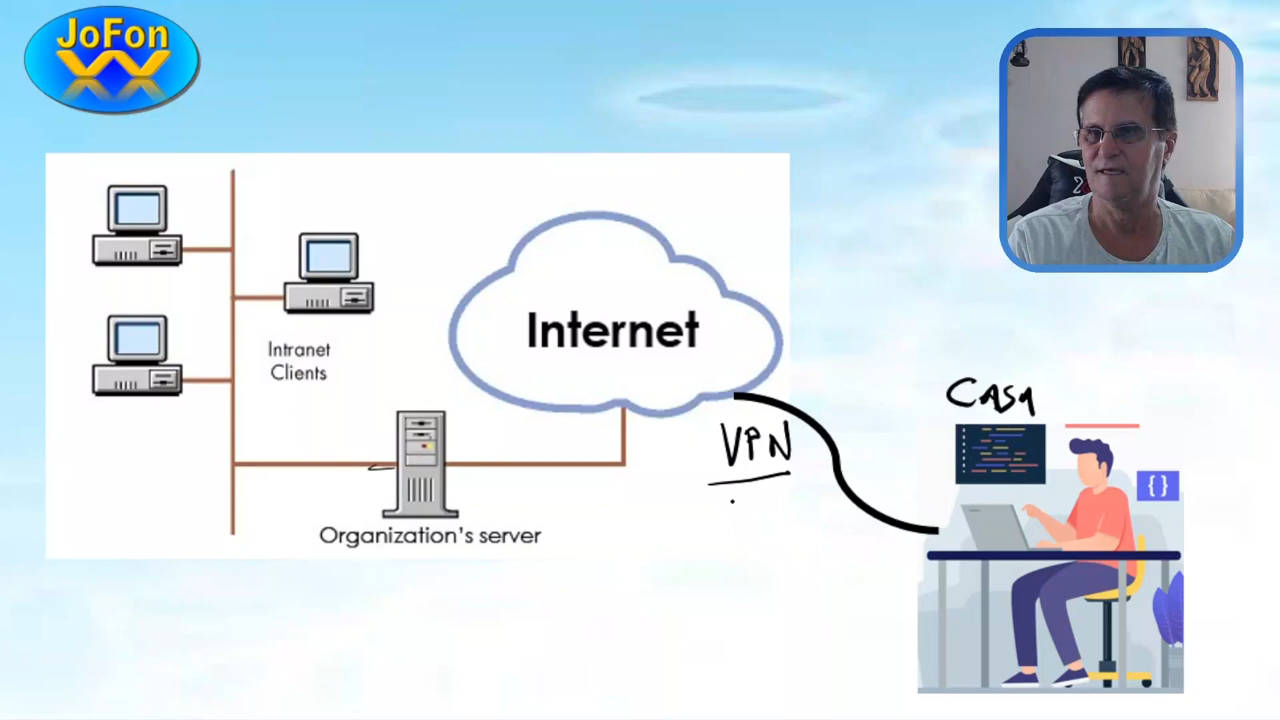 JoFon
Internet
Intranet
Clients
CASA
VPN
{ }
Organization's server